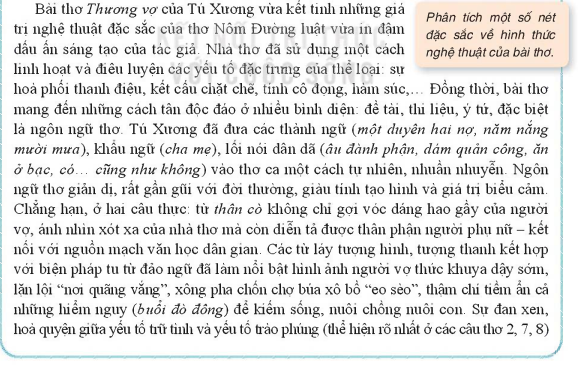 Bài thơ Thương vợ của Tú Xương vừa kết tinh những giá
trị nghệ thuật đặc sắc của thơ Nôm Đường luật vừa in đậm
dấu ấn sáng tạo của tác giả. Nhà thơ đã sử dụng một cách
linh hoạt và điêu luyện các yếu tố đặc trưng của thể loại: sự
hoà phối thanh điệu, kết cấu chặt chẽ, tính cô đọng, hàm súc,... Đồng thời, bài thơ
mang đến những cách tân độc đáo ở nhiều bình diện: đề tài, thi liệu, ý tứ, đặc biệt
là ngôn ngữ thơ. Tú Xương đã đưa các thành ngữ (một duyên hai nợ, năm nắng
mười mưa), khẩu ngữ (cha mẹ), lối nói dân dã (âu đành phận, dám quản công, ăn
ở bạc, có... cũng như không) vào thơ ca một cách tự nhiên, nhuần nhuyễn. Ngôn
ngữ thơ giản dị, rất gần gũi với đời thường, giàu tính tạo hình và giá trị biểu cảm.
Chẳng hạn, ở hai câu thực: từ thân cò không chỉ gợi vóc dáng hao gầy của người
vợ, ánh nhìn xót xa của nhà thơ mà còn diễn tả được thân phận người phụ nữ – kết
nối với nguồn mạch văn học dân gian. Các từ láy tượng hình, tượng thanh kết hợp
với biện pháp tu từ đảo ngữ đã làm nổi bật hình ảnh người vợ thức khuya dậy sớm,
lặn lội “nơi quãng vắng”, xông pha chốn chợ búa xô bồ “eo sèo”, thậm chí tiềm ẩn cả
những hiểm nguy (buổi đò đông) để kiếm sống, nuôi chồng nuôi con. Sự đan xen,
hoà quyện giữa yếu tố trữ tình và yếu tố trào phúng (thể hiện rõ nhất ở các câu thơ 2, 7, 8)
Phân tích một số nét
đặc sắc về hình thức
nghệ thuật của bài thơ.
KẾT NỐI TRI THỨC
VỚI CUỘC SỐNG